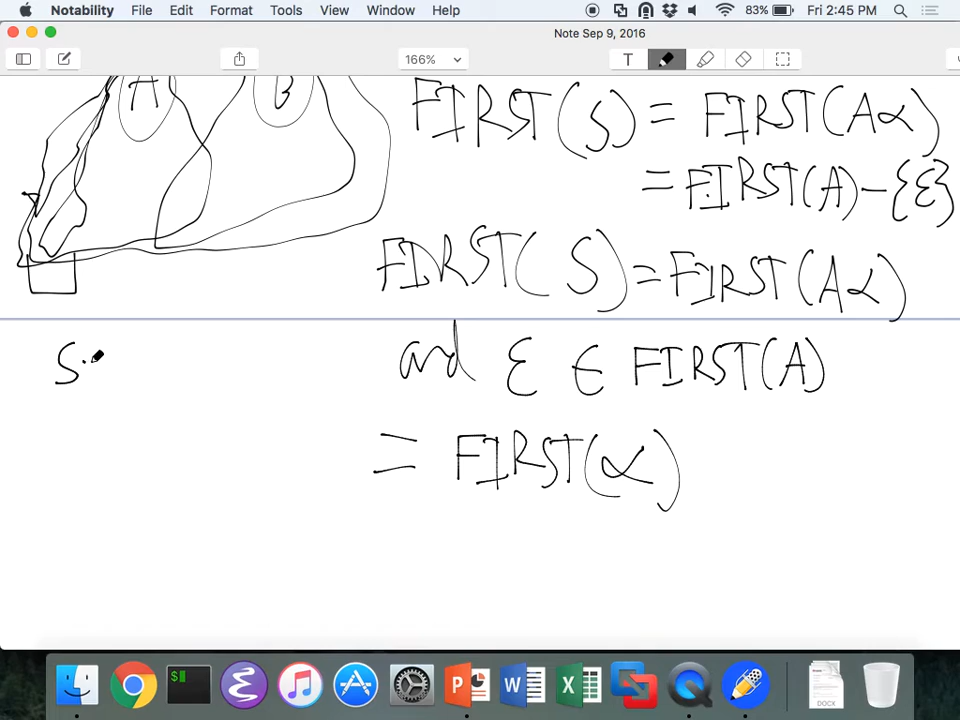 Notability File Edit Format Tools View Window Help 83% Fri 2:45 PM
Note Sep 9, 2016
166% T
A B
FIRST(S) = FIRST(Aα)
= FIRST(A) - {ε}
FIRST(S) = FIRST(Aα)
S. and ε ∈ FIRST(A)
= FIRST(α)
$
P W X
DOCX